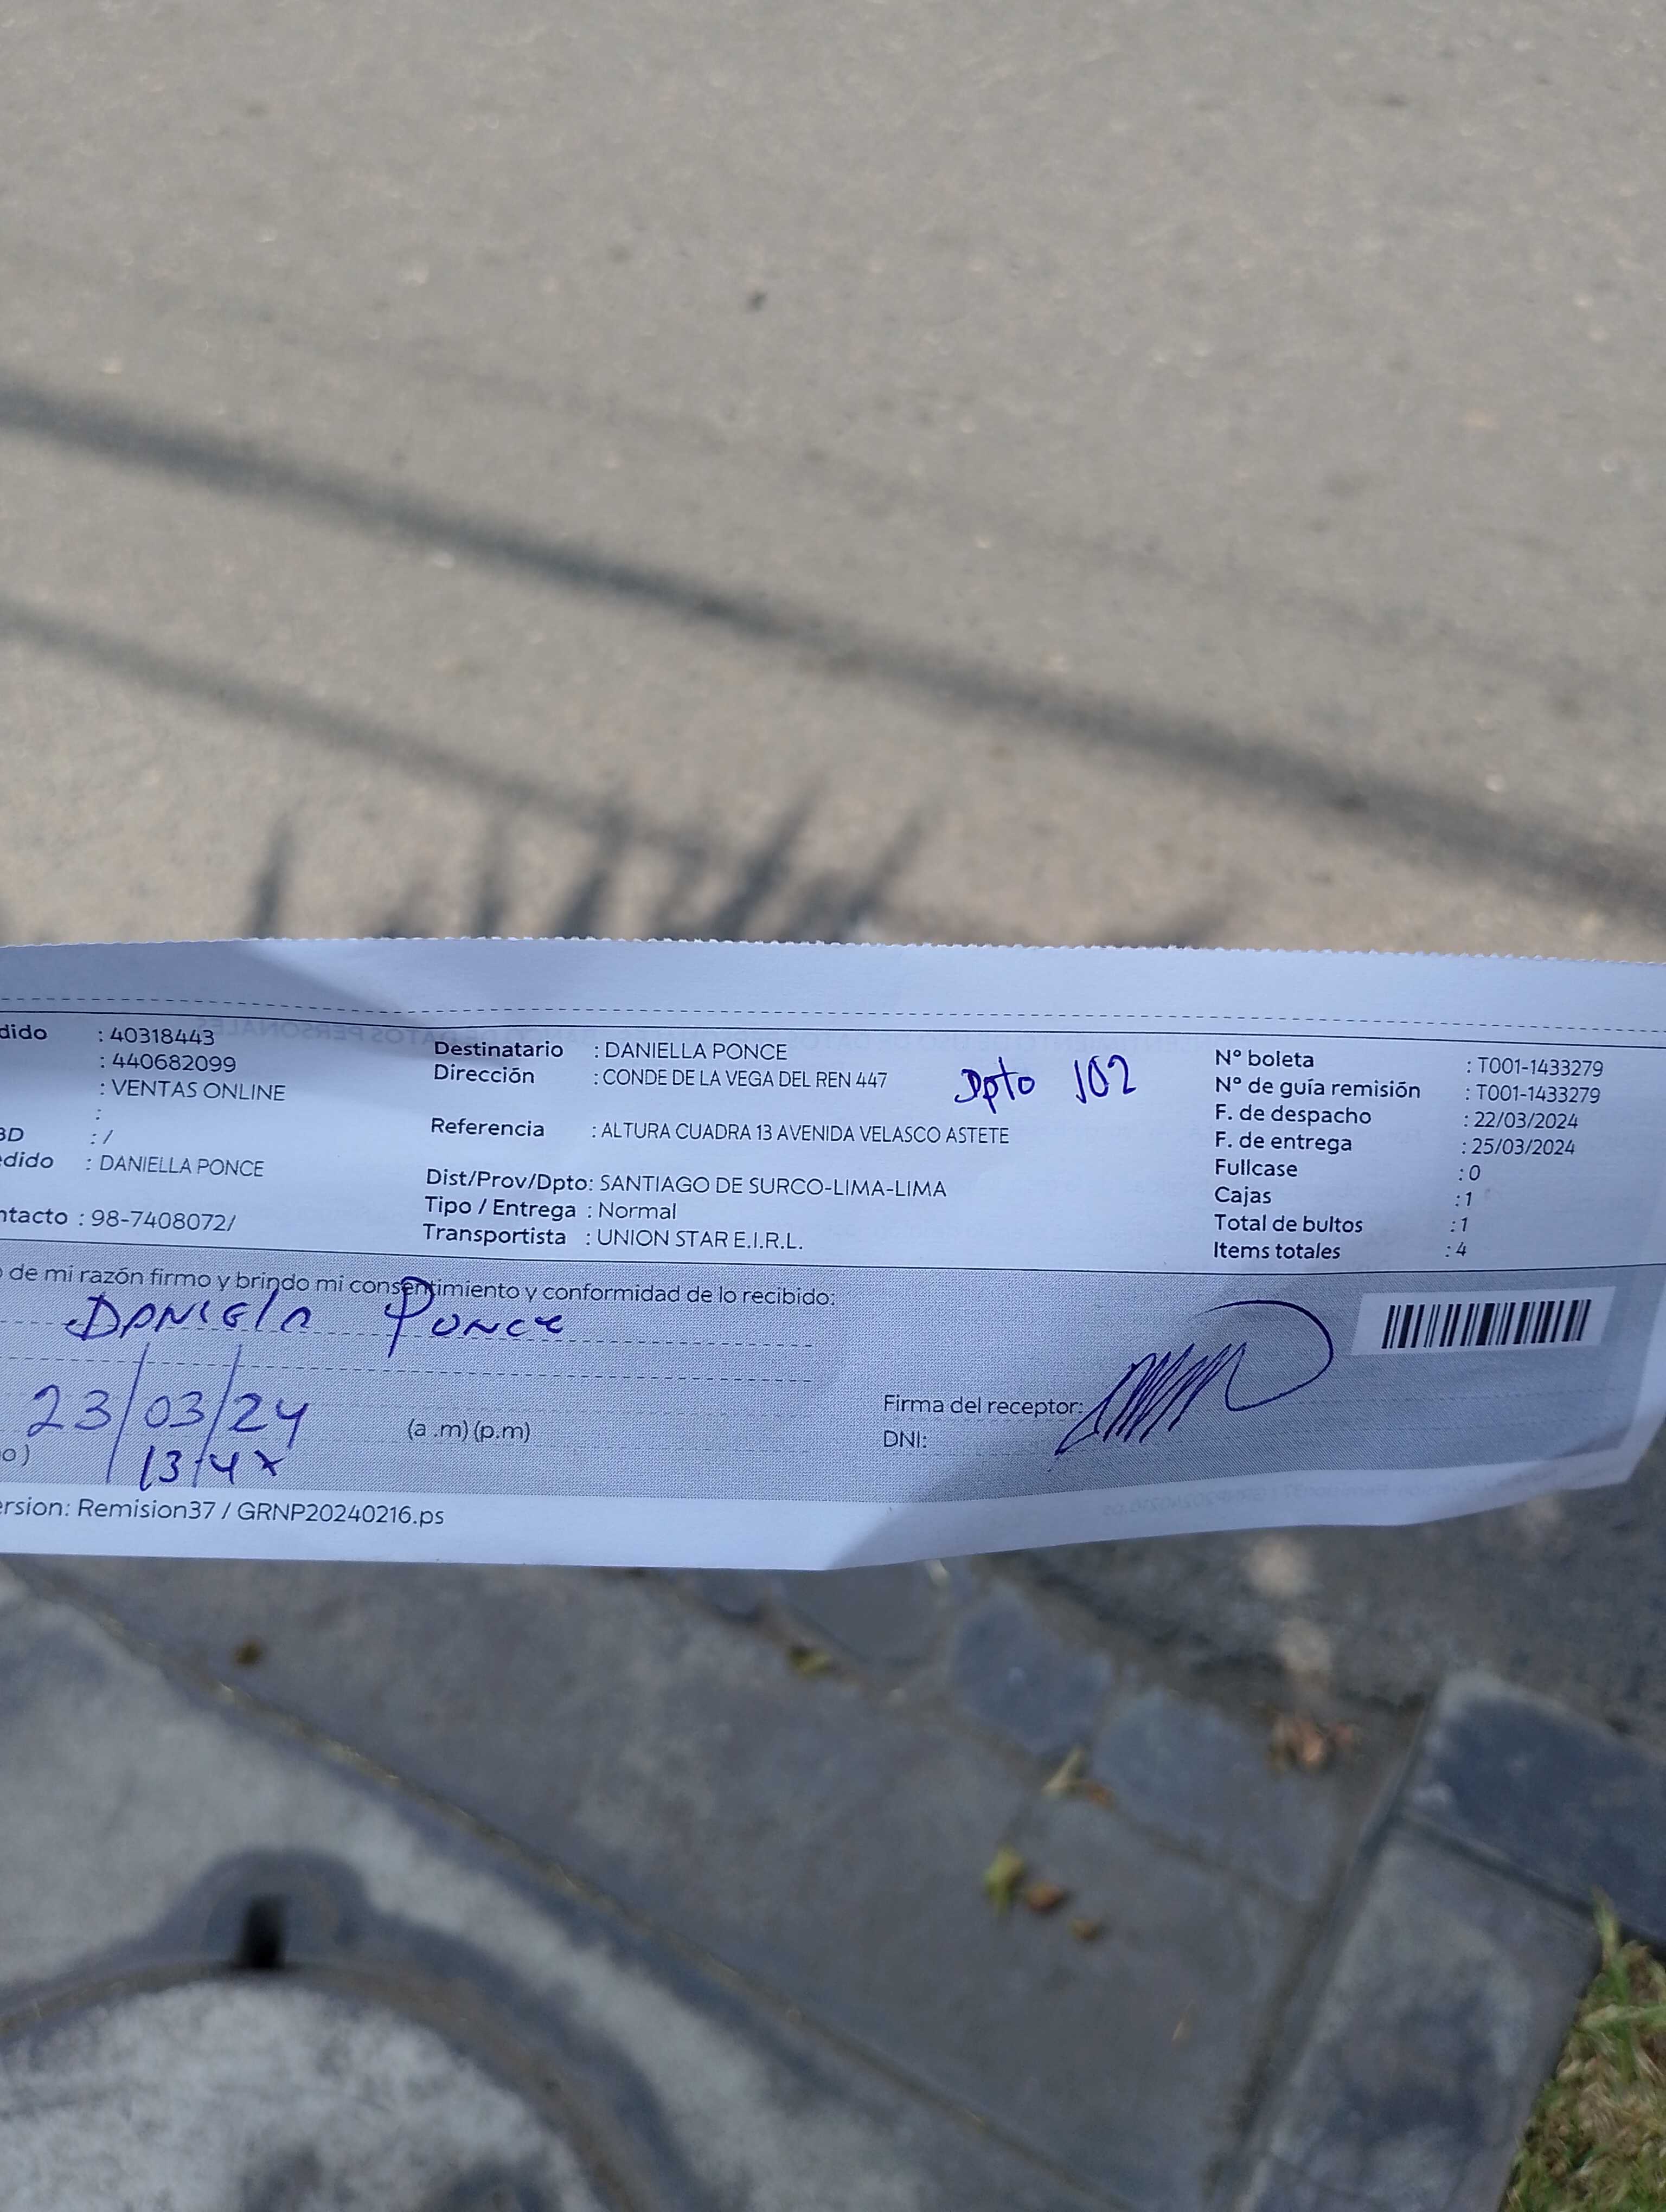 dido : 40318443
: 440682099
: VENTAS ONLINE
:
BD : /
edido : DANIELLA PONCE
ntacto : 98-7408072/
Destinatario : DANIELLA PONCE
Dirección : CONDE DE LA VEGA DEL REN 447 Dpto 102
Referencia : ALTURA CUADRA 13 AVENIDA VELASCO ASTETE
Dist/Prov/Dpto: SANTIAGO DE SURCO-LIMA-LIMA
Tipo / Entrega : Normal
Transportista : UNION STAR E.I.R.L.
N° boleta : T001-1433279
N° de guía remisión : T001-1433279
F. de despacho : 22/03/2024
F. de entrega : 25/03/2024
Fullcase : 0
Cajas : 1
Total de bultos : 1
Items totales : 4
o de mi razón firmo y brindo mi consentimiento y conformidad de lo recibido:
Daniela Ponce
23/03/24
(a .m) (p.m)
o)
Firma del receptor:
DNI:
ersion: Remision37 / GRNP20240216.ps